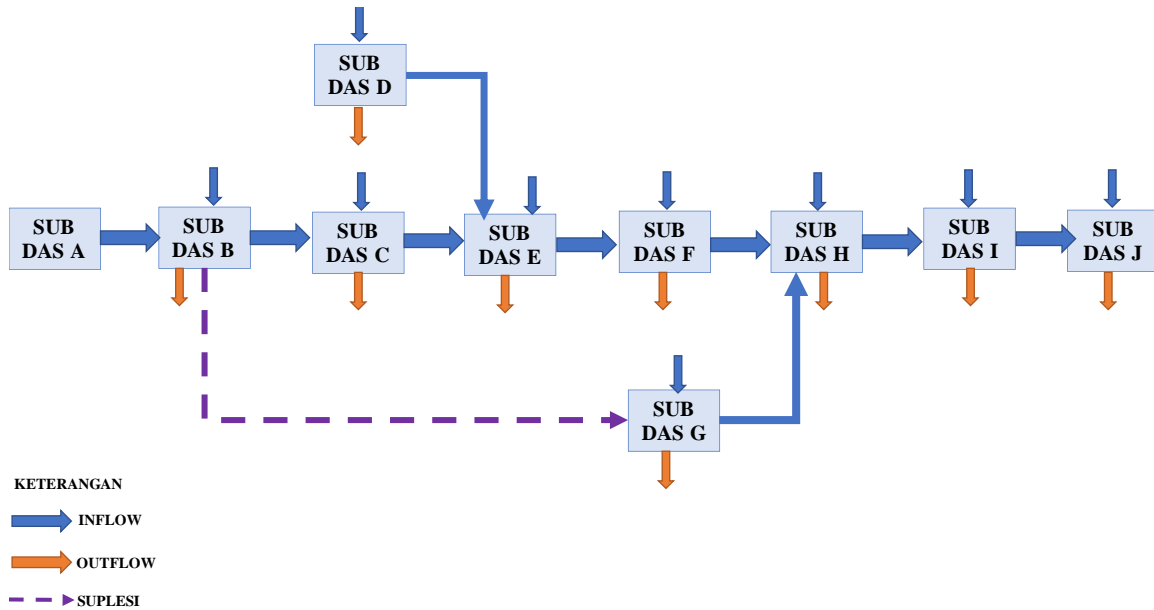 SUB
DAS D
SUB
DAS A
SUB
DAS B
SUB
DAS C
SUB
DAS E
SUB
DAS F
SUB
DAS H
SUB
DAS I
SUB
DAS J
SUB
DAS G
KETERANGAN
INFLOW
OUTFLOW
SUPLESI